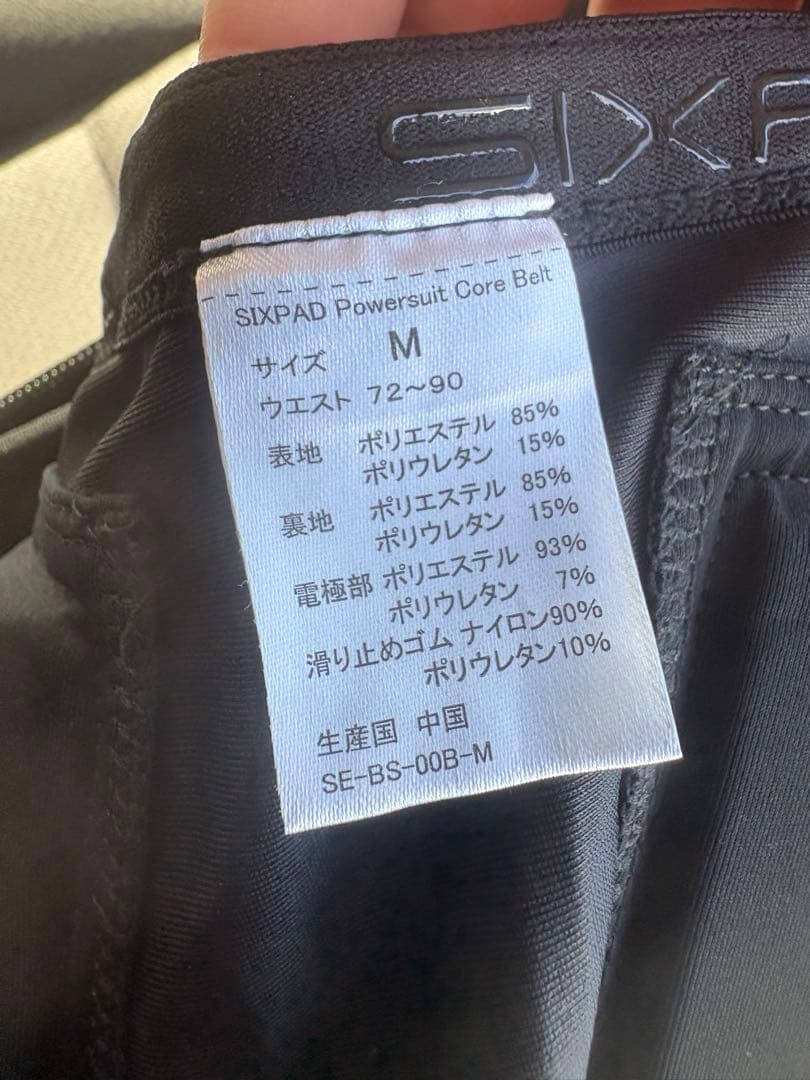 SIXPA
SIXPAD Powersuit Core Belt
サイズ M
ウエスト 72～90
表地 ポリエステル 85%
ポリウレタン 15%
裏地 ポリエステル 85%
ポリウレタン 15%
電極部 ポリエステル 93%
ポリウレタン 7%
滑り止めゴム ナイロン90%
ポリウレタン10%
生産国 中国
SE-BS-00B-M